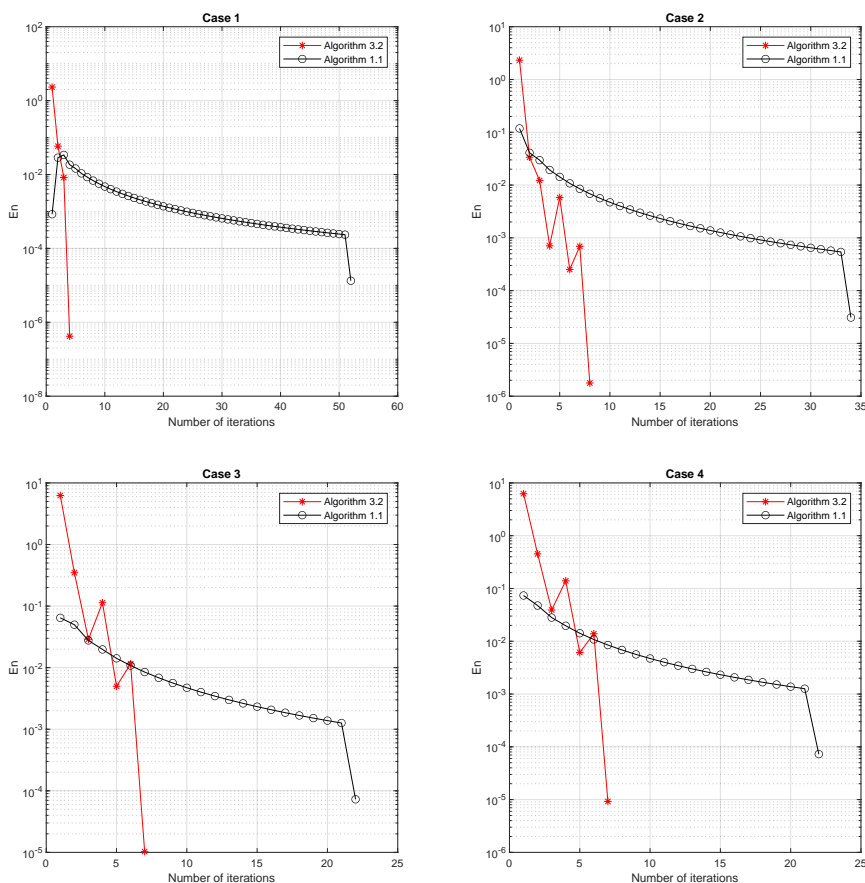 Case 1
10^2
10^0
10^-2
10^-4
10^-6
10^-8
En
0 10 20 30 40 50 60
Number of iterations
Algorithm 3.2
Algorithm 1.1
Case 2
10^1
10^0
10^-1
10^-2
10^-3
10^-4
10^-5
10^-6
En
0 5 10 15 20 25 30 35
Number of iterations
Algorithm 3.2
Algorithm 1.1
Case 3
10^1
10^0
10^-1
10^-2
10^-3
10^-4
10^-5
En
0 5 10 15 20 25
Number of iterations
Algorithm 3.2
Algorithm 1.1
Case 4
10^1
10^0
10^-1
10^-2
10^-3
10^-4
10^-5
10^-6
En
0 5 10 15 20 25
Number of iterations
Algorithm 3.2
Algorithm 1.1